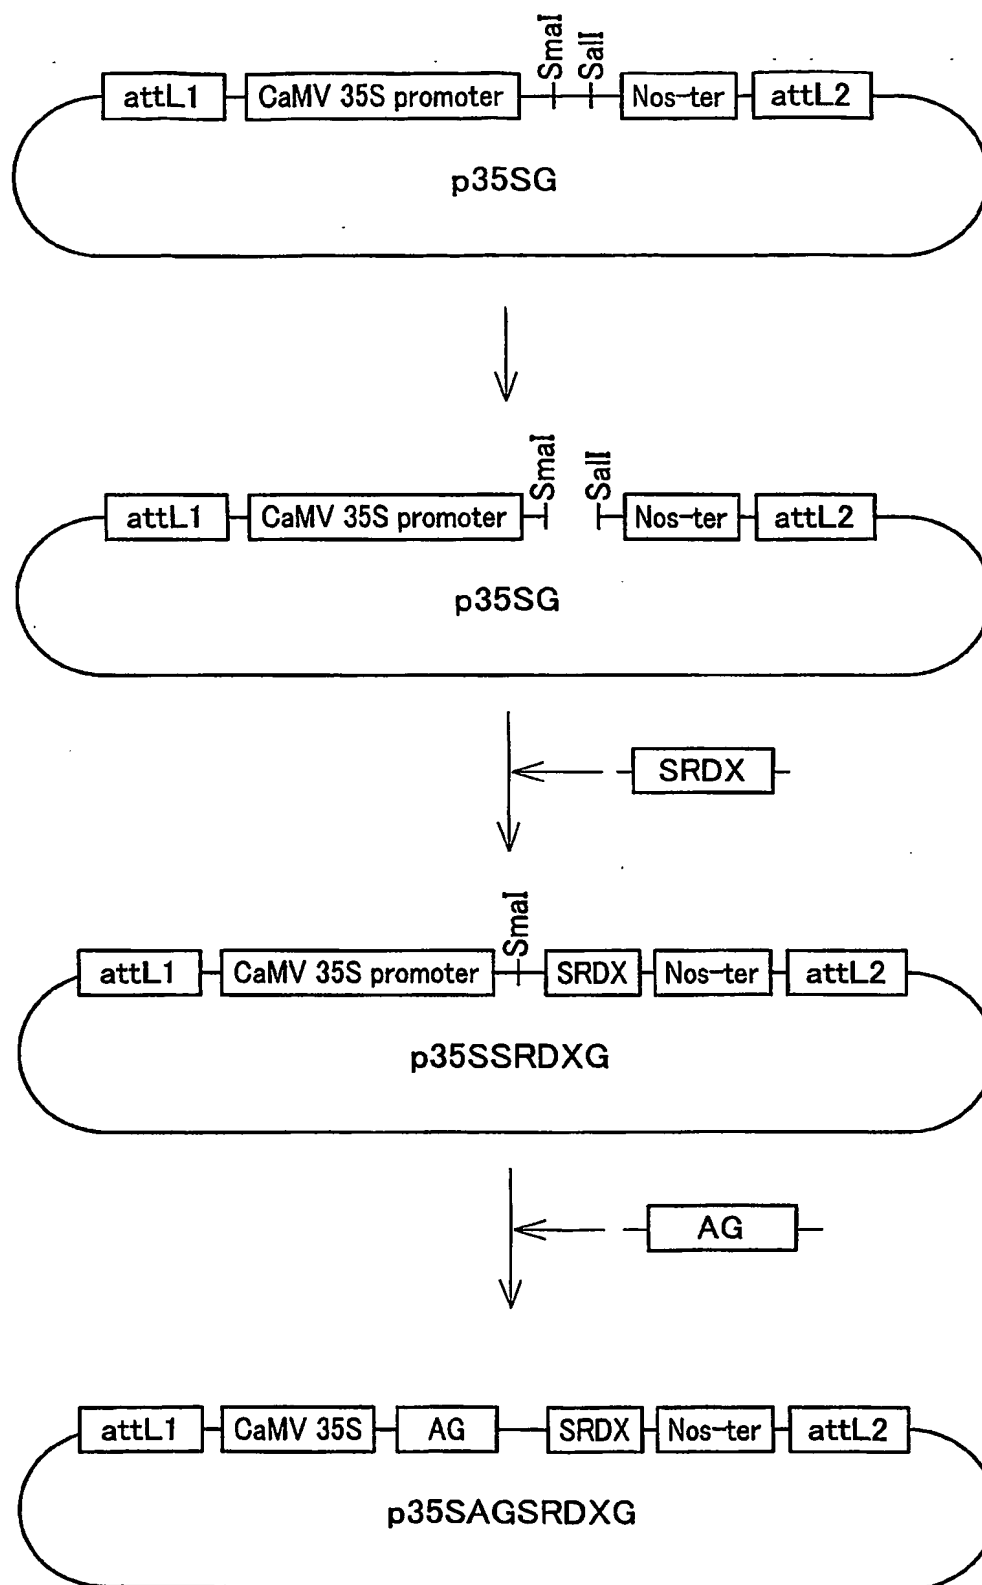 SmaI SalI
attL1 CaMV 35S promoter Nos-ter attL2
p35SG
SmaI SalI
attL1 CaMV 35S promoter Nos-ter attL2
p35SG
SRDX
SmaI
attL1 CaMV 35S promoter SRDX Nos-ter attL2
p35SSRDXG
AG
attL1 CaMV 35S AG SRDX Nos-ter attL2
p35SAGSRDXG